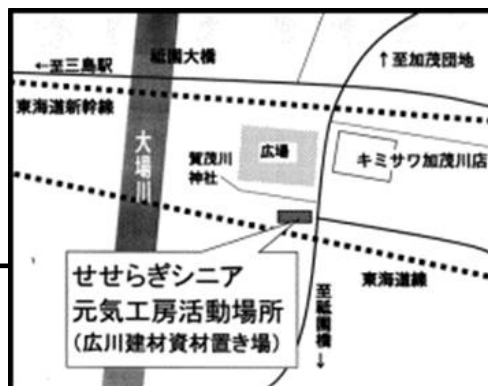 祗園大橋
←至三島駅
↑至加茂団地
東海道新幹線
大場川
広場
賀茂川
神社
キミサワ加茂川店
せせらぎシニア
元気工房活動場所
(広川建材資材置き場)
東海道線
至祗園橋↓